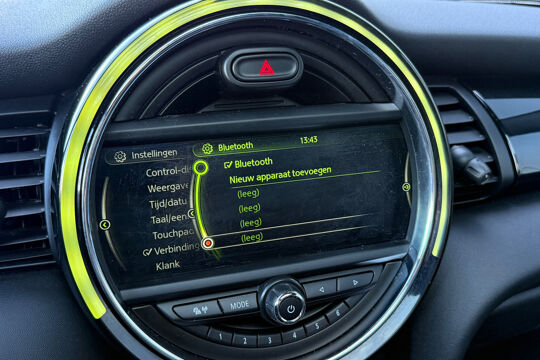 Instellingen
Bluetooth
13:43
Control-di
Weergave
Tijd/datu
Taal/een
Touchpad
Verbinding
Klank
Bluetooth
Nieuw apparaat toevoegen
(leeg)
(leeg)
(leeg)
(leeg)
MODE
1 2 3 4 5 6